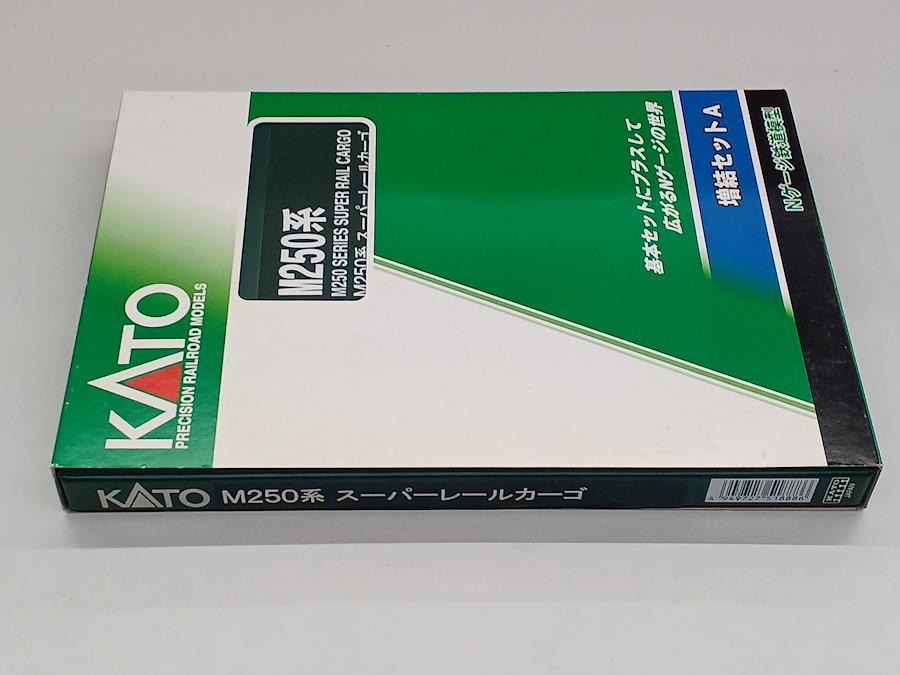 KATO
PRECISION RAILROAD MODELS
M250系
M250 SERIES SUPER RAIL CARGO
M250系 スーパーレールカーゴ
基本セットにプラスして
広がるNゲージの世界
増結セットA
Nゲージ鉄道模型
KATO M250系 スーパーレールカーゴ
KATO
JAPAN